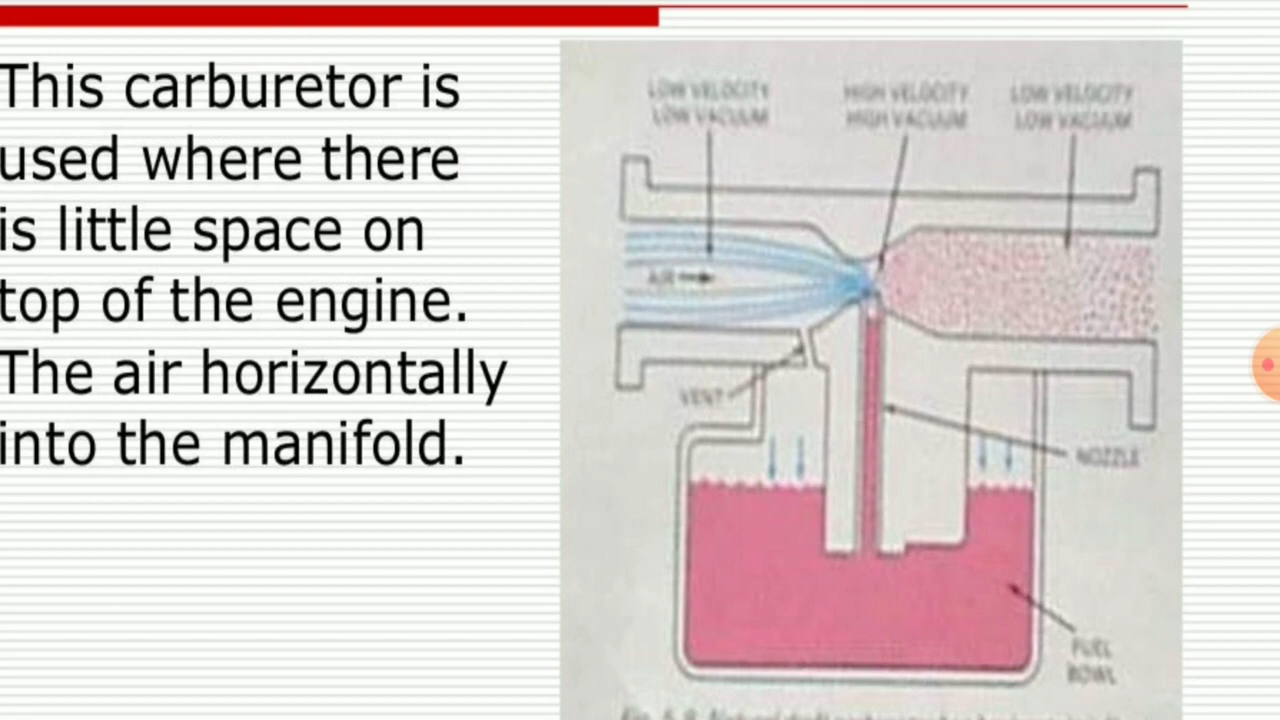 This carburetor is
used where there
is little space on
top of the engine.
The air horizontally
into the manifold.
LOW VELOCITY
LOW VACUUM
HIGH VELOCITY
HIGH VACUUM
LOW VELOCITY
LOW VACUUM
AIR
VENT
NOZZLE
FUEL
BOWL